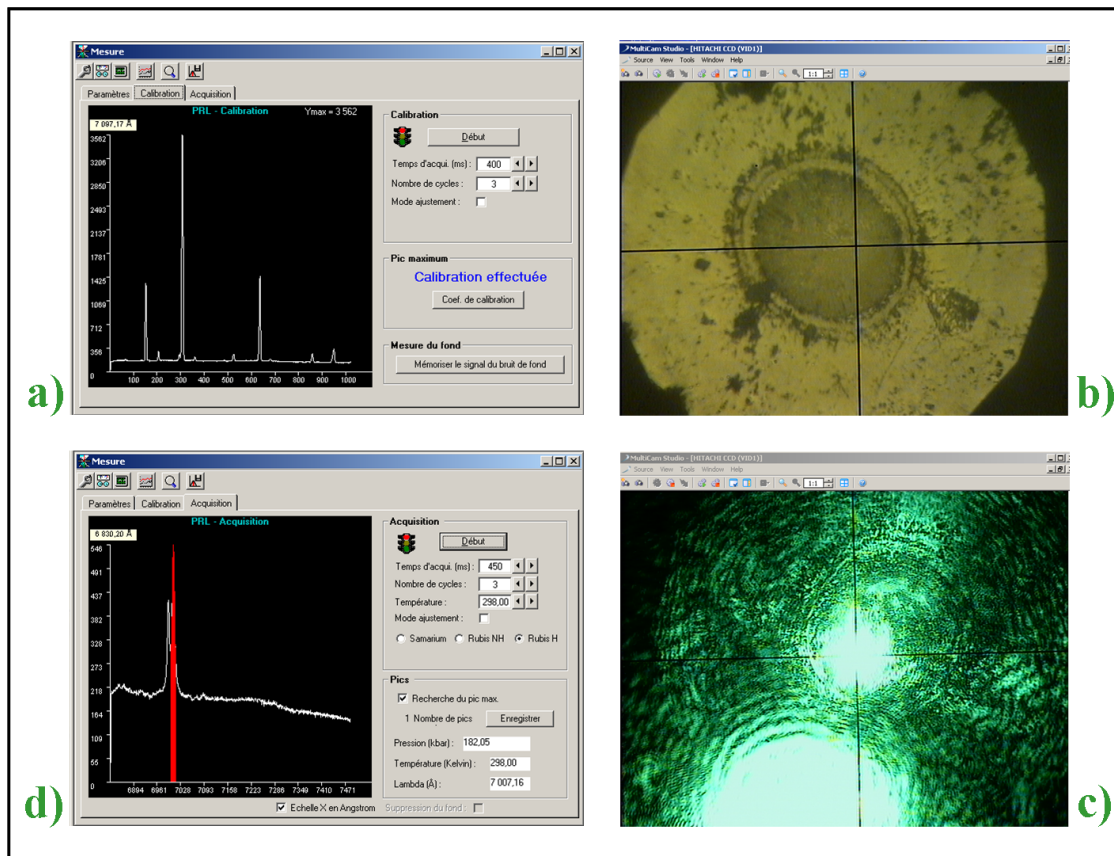 Mesure
Paramètres Calibration Acquisition
PRL - Calibration Ymax = 3 562
7 097,17 Å
3562
3206
2850
2493
2137
1781
1425
1069
712
356
0
100 200 300 400 500 600 700 800 900 1000
Calibration
Début
Temps d'acqui. (ms) : 400
Nombre de cycles : 3
Mode ajustement :
Pic maximum
Calibration effectuée
Coef. de calibration
Mesure du fond
Mémoriser le signal du bruit de fond
a)
MultiCam Studio - [HITACHI CCD (VID1)]
Source View Tools Window Help
1:1
b)
Mesure
Paramètres Calibration Acquisition
PRL - Acquisition
6 830,20 Å
546
491
437
382
328
273
218
164
109
55
0
6894 6961 7028 7093 7158 7223 7286 7349 7411 7471
Echelle X en Angstrom Suppression du fond :
Acquisition
Début
Temps d'acqui. (ms) : 450
Nombre de cycles : 3
Température : 298,00
Mode ajustement :
Samarium Rubis NH Rubis H
Pics
Recherche du pic max.
1 Nombre de pics Enregistrer
Pression (kbar) : 182,05
Température (Kelvin) : 298,00
Lambda (Å) : 7 007,16
d)
MultiCam Studio - [HITACHI CCD (VID1)]
Source View Tools Window Help
1:1
c)